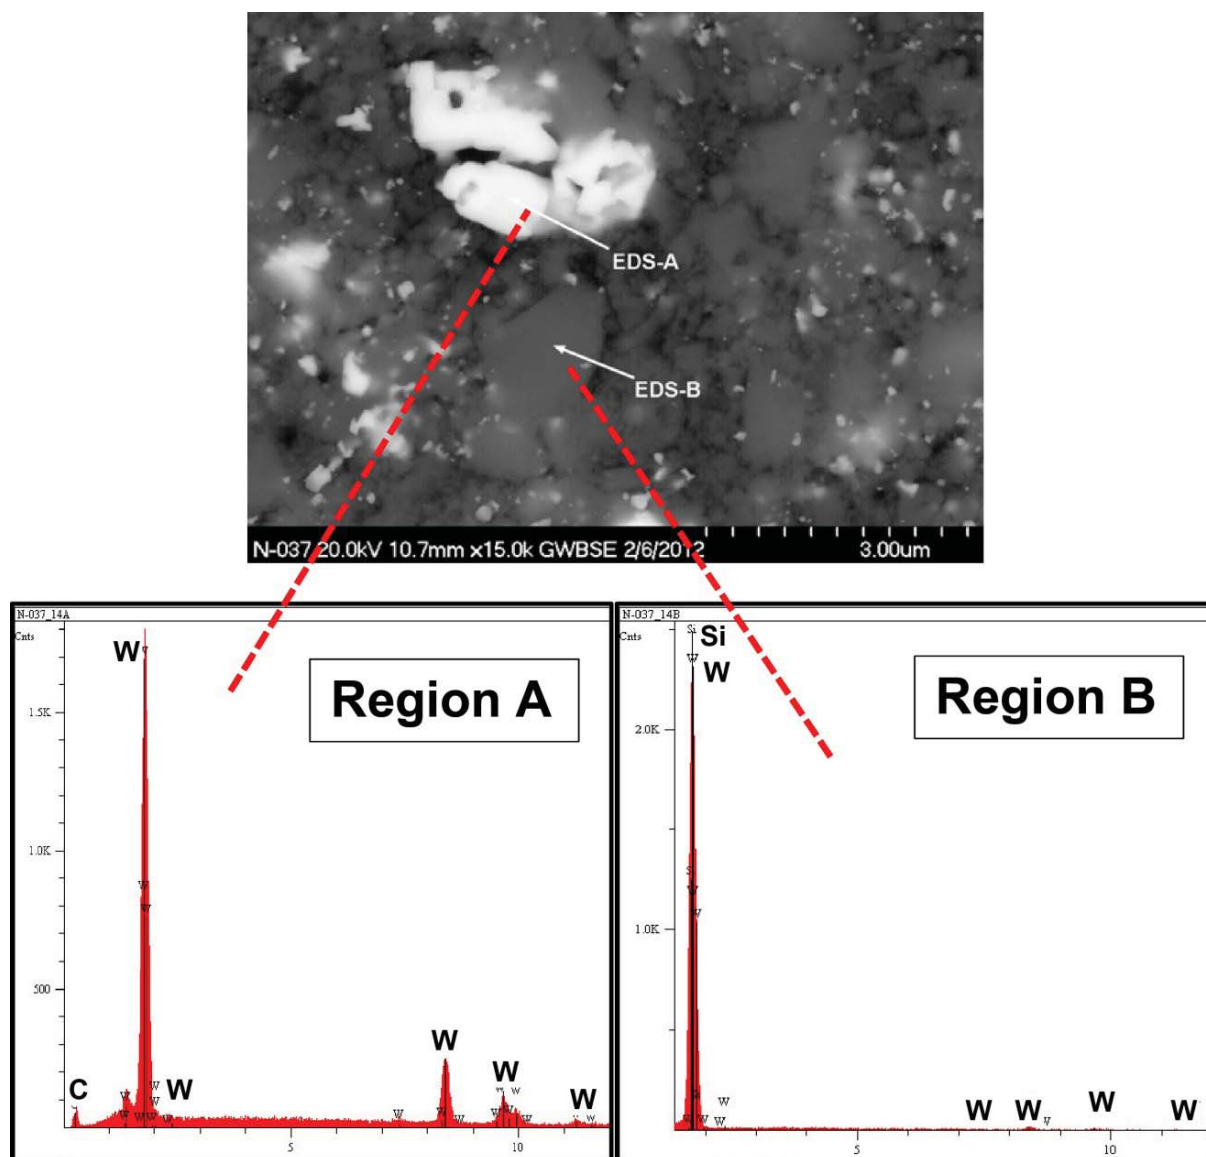 EDS-A
EDS-B
N-037 20.0kV 10.7mm x15.0k GWBSE 2/6/2012 3.00um
N-037_14A
Cnts
W
Region A
1.5K
1.0K
500
C
W
W
W
W
5
10
N-037_14B
Cnts
Si
Si
W
Region B
2.0K
1.0K
W
W
W
W
5
10